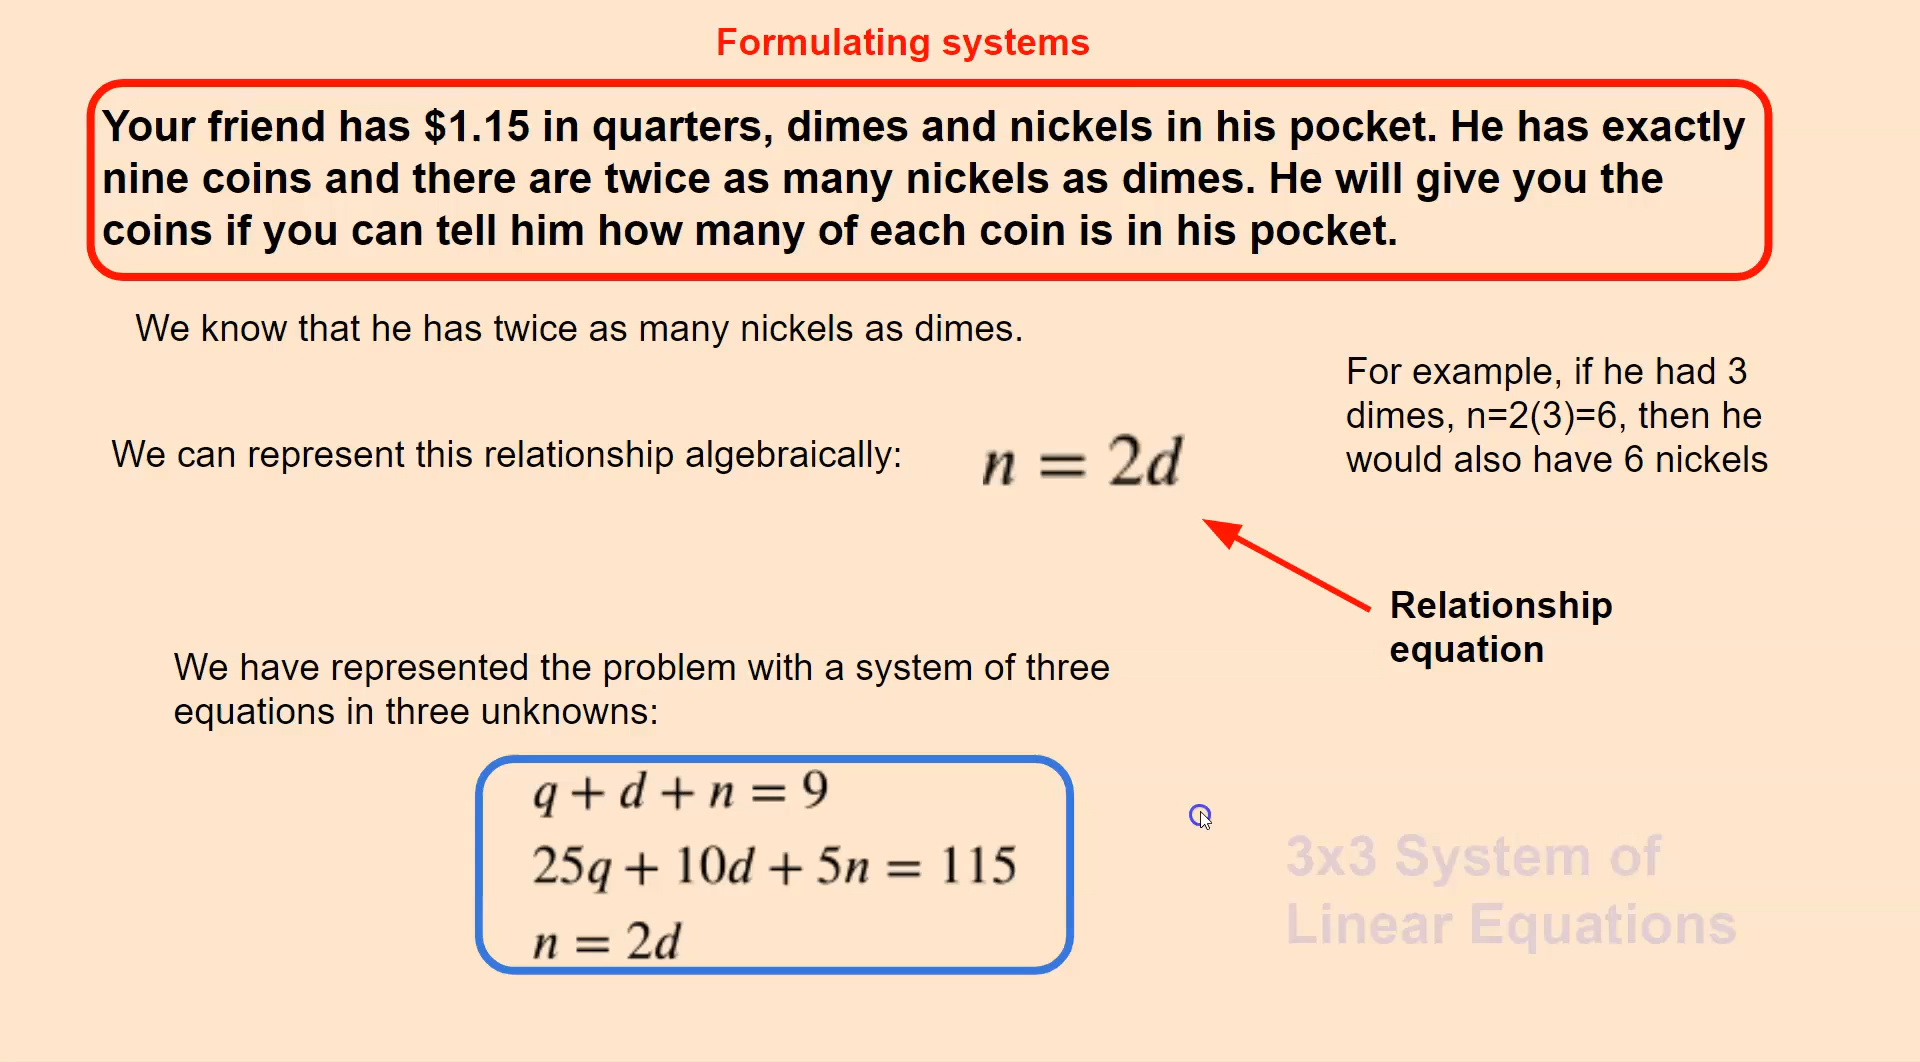 Formulating systems
Your friend has $1.15 in quarters, dimes and nickels in his pocket. He has exactly
nine coins and there are twice as many nickels as dimes. He will give you the
coins if you can tell him how many of each coin is in his pocket.
We know that he has twice as many nickels as dimes.
For example, if he had 3
dimes, n=2(3)=6, then he
would also have 6 nickels
We can represent this relationship algebraically:
n = 2d
Relationship
equation
We have represented the problem with a system of three
equations in three unknowns:
q + d + n = 9
25q + 10d + 5n = 115
n = 2d
3x3 System of
Linear Equations